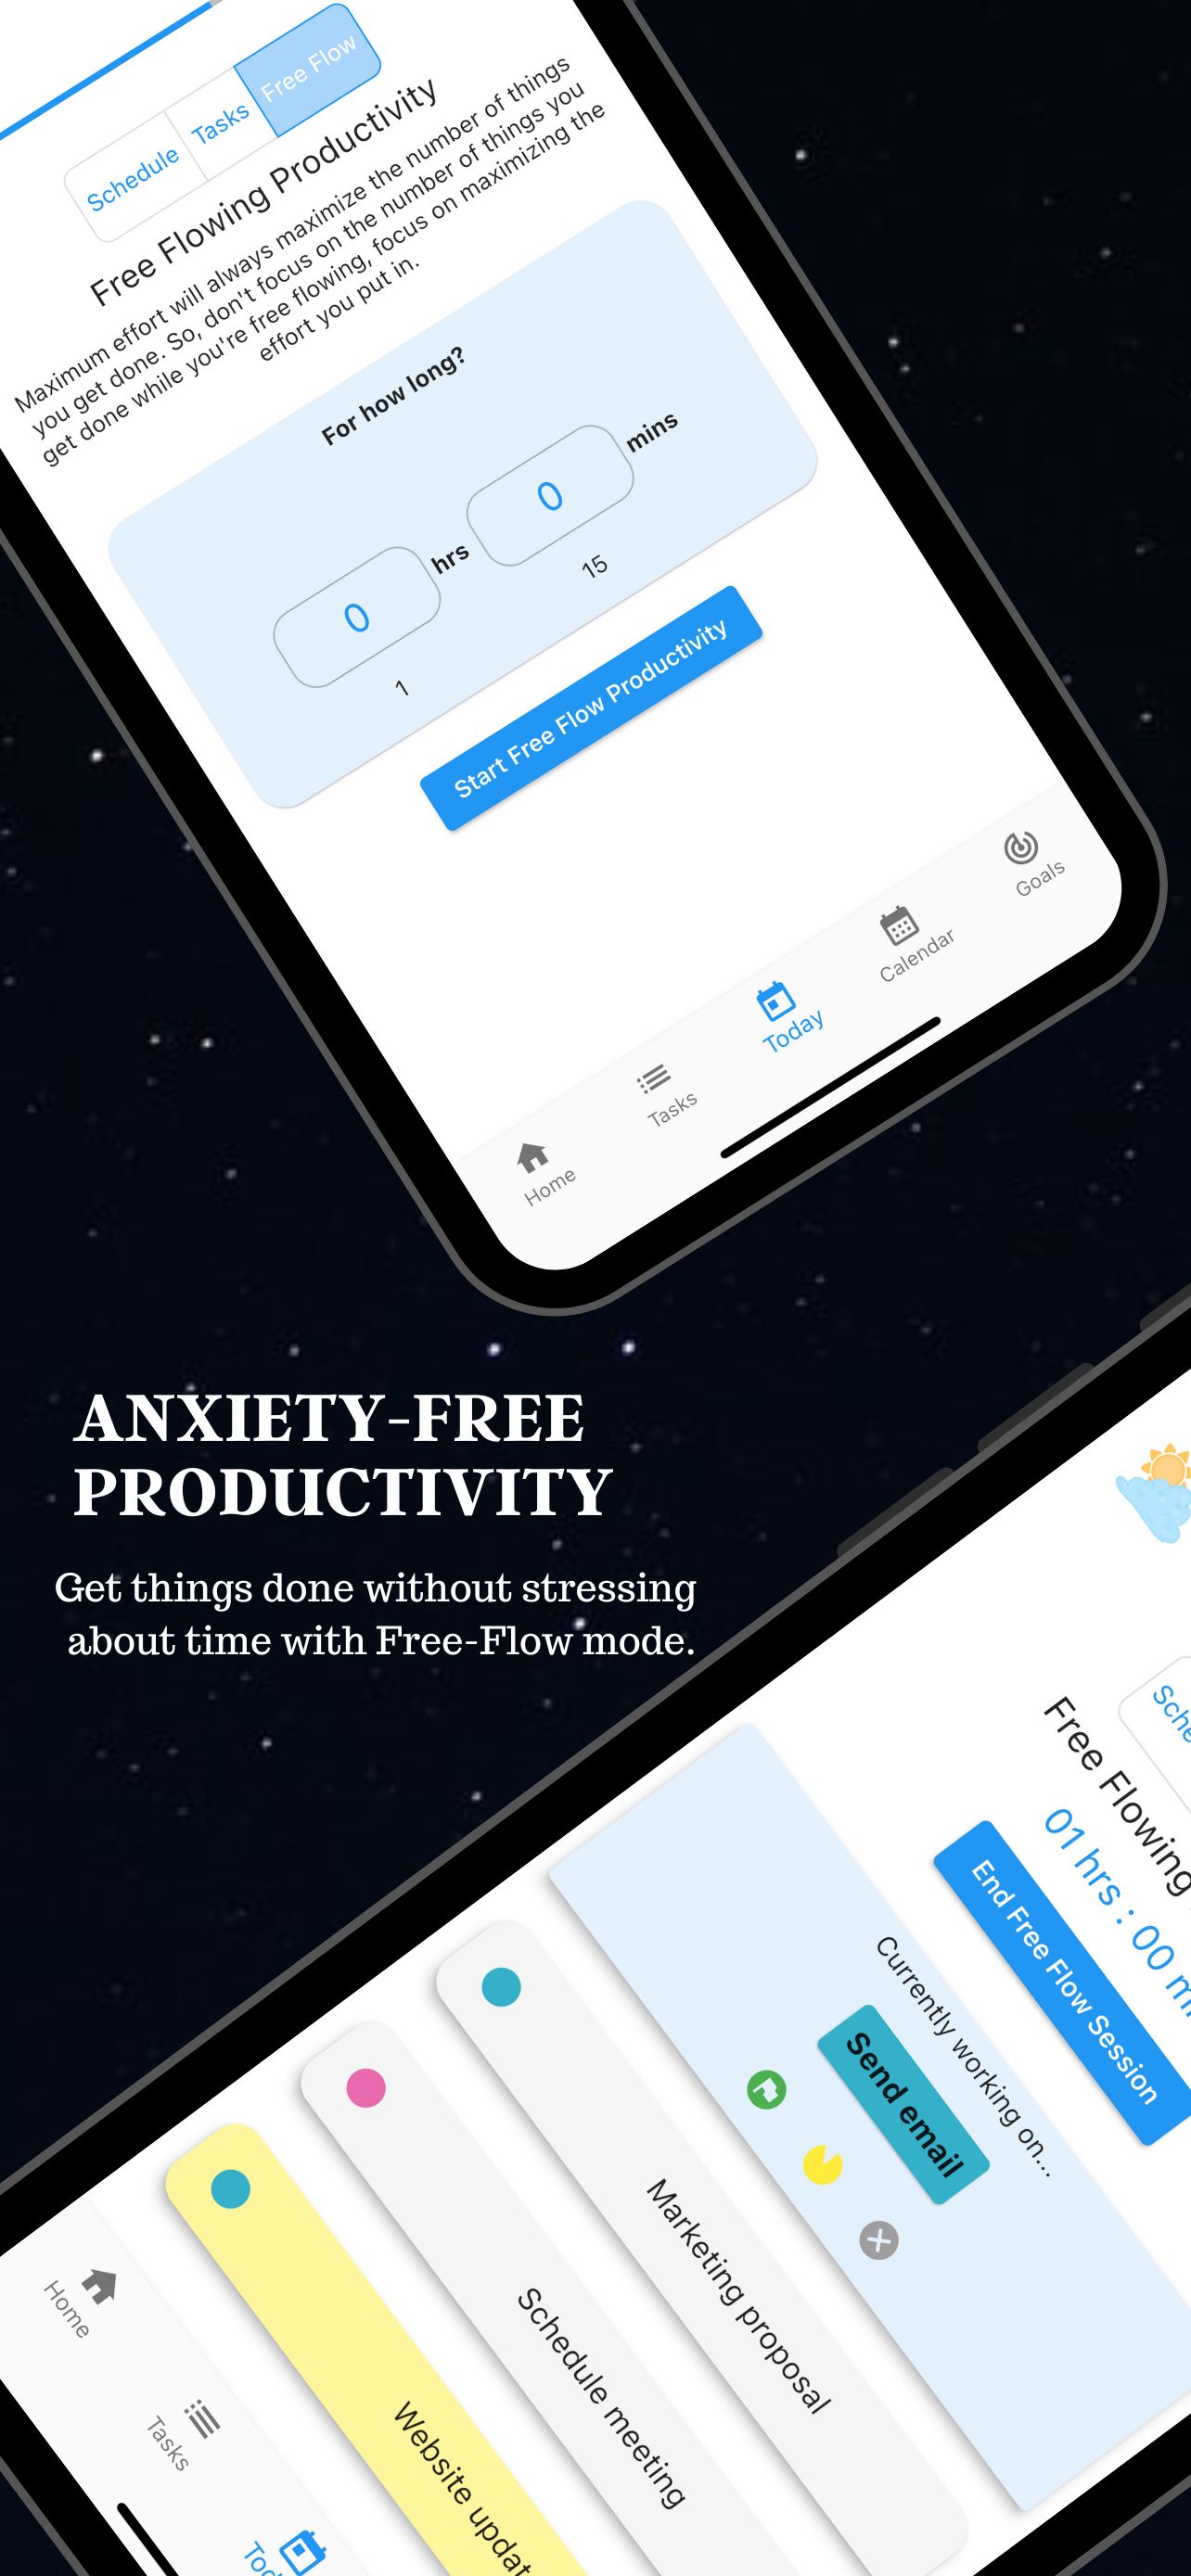 Schedule
Tasks
Free Flow
Free Flowing Productivity
Maximum effort will always maximize the number of things
you get done. So, don't focus on the number of things you
get done while you're free flowing, focus on maximizing the
effort you put in.
For how long?
0 hrs 0 mins
1 15
Start Free Flow Productivity
Home
Tasks
Today
Calendar
Goals
ANXIETY-FREE
PRODUCTIVITY
Get things done without stressing
about time with Free-Flow mode.
Free Flowing
01 hrs : 00
End Free Flow Session
Currently working on...
Send email
Marketing proposal
Schedule meeting
Website updat
Home
Tasks